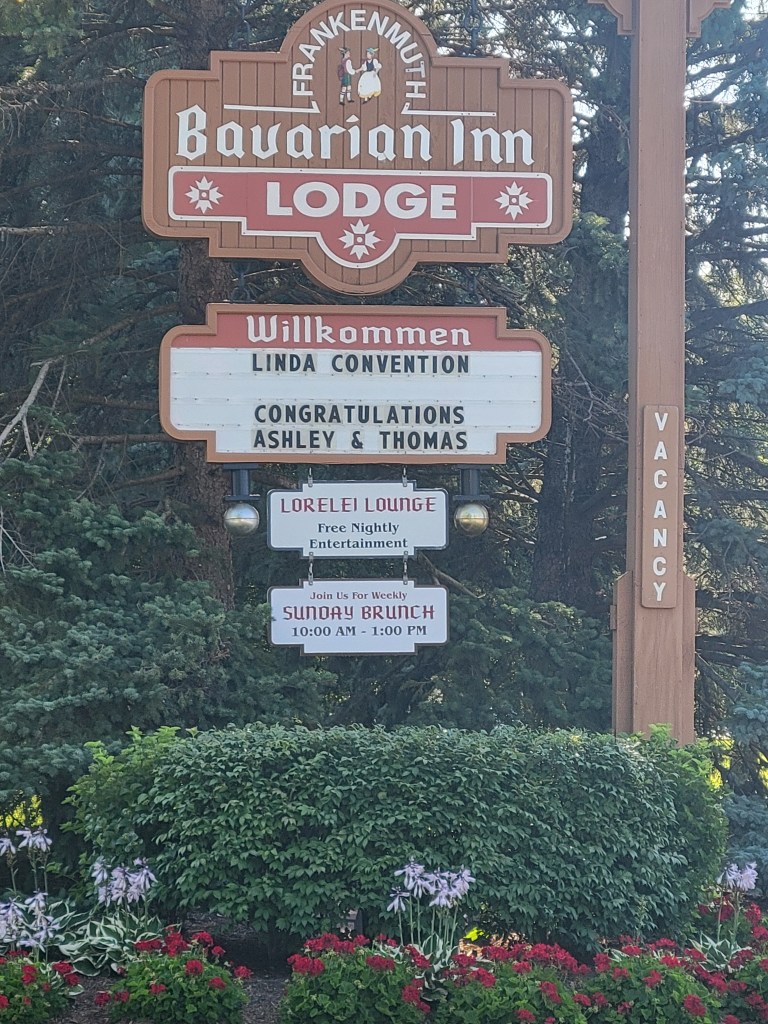 FRANKENMUTH
Bavarian Inn
LODGE
Willkommen
LINDA CONVENTION
CONGRATULATIONS
ASHLEY & THOMAS
LORELEI LOUNGE
Free Nightly
Entertainment
Join Us For Weekly
SUNDAY BRUNCH
10:00 AM - 1:00 PM
VACANCY